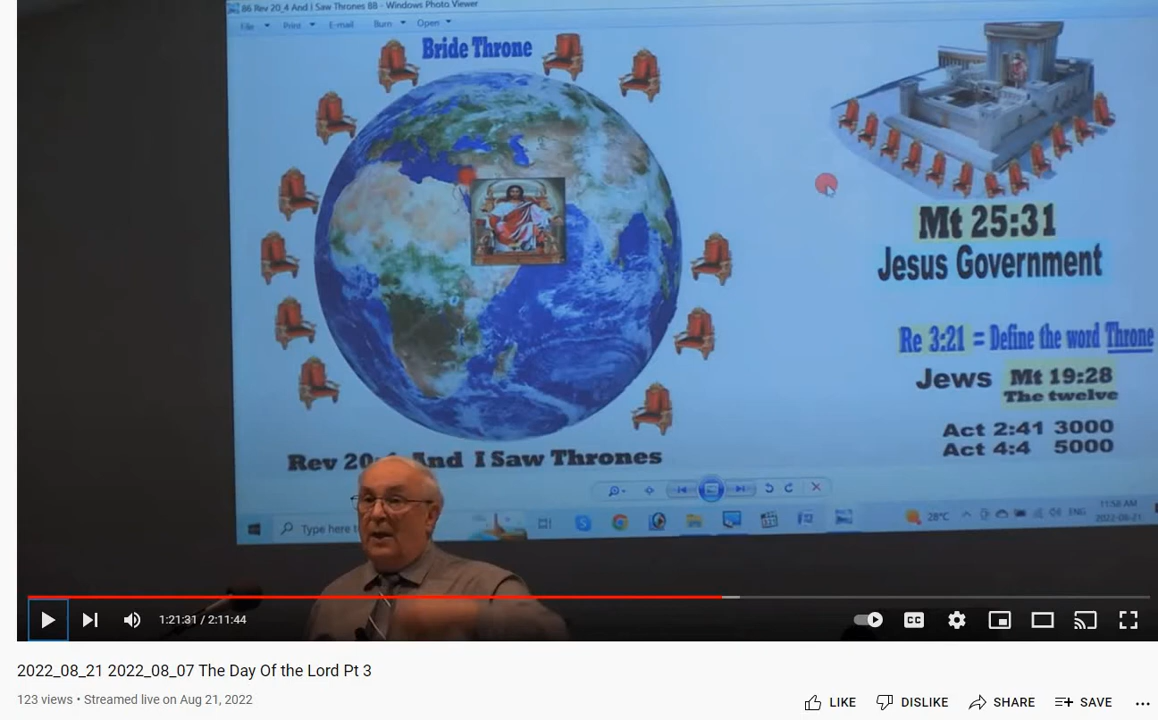 86 Rev 20_4 And I Saw Thrones 8B - Windows Photo Viewer
File Print E-mail Burn Open
Bride Throne
Mt 25:31
Jesus Government
Re 3:21 = Define the word Throne
Jews Mt 19:28
The twelve
Act 2:41 3000
Act 4:4 5000
Rev 20: And I Saw Thrones
Type here
28°C
ENG
11:58 AM
2022-08-21
1:21:31 / 2:11:44
CC
2022_08_21 2022_08_07 The Day Of the Lord Pt 3
123 views • Streamed live on Aug 21, 2022
LIKE DISLIKE SHARE SAVE